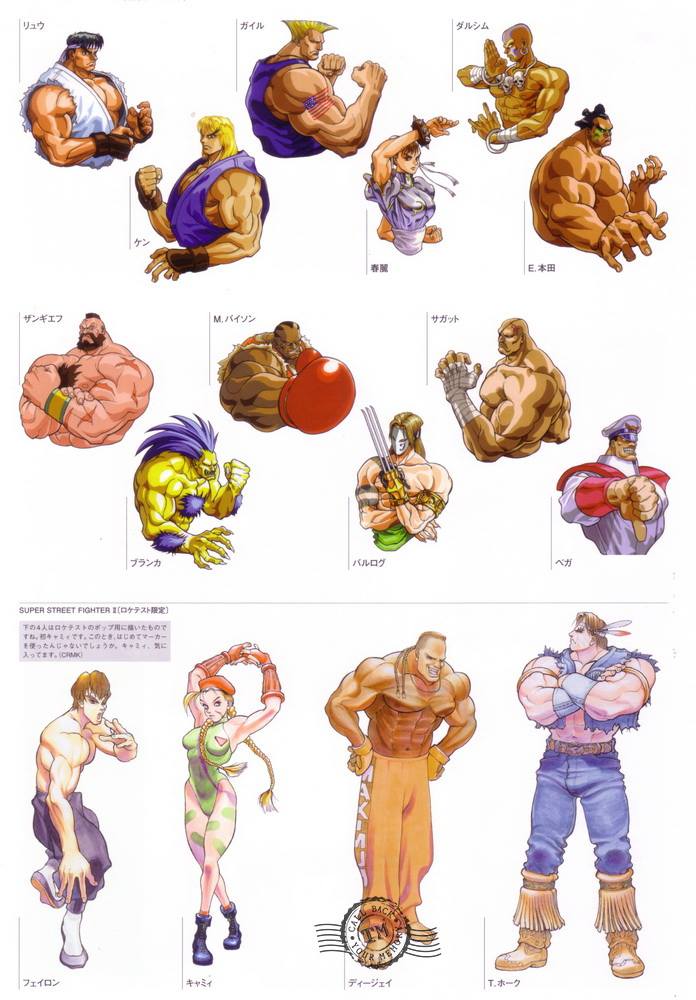 リュウ
ガイル
ダルシム
ケン
春麗
E.本田
ザンギエフ
M.バイソン
サガット
ブランカ
バルログ
ベガ
SUPER STREET FIGHTER Ⅱ〔ロケテスト限定〕
下の4人はロケテストのポップ用に描いたもので
すね。初キャミィです。このとき、はじめてマーカー
を使ったんじゃないでしょうか。キャミィ、気に
入ってます。(CRMK)
フェイロン
キャミィ
ディージェイ
T.ホーク
CALL BACK
TM
YOUR MEMORY